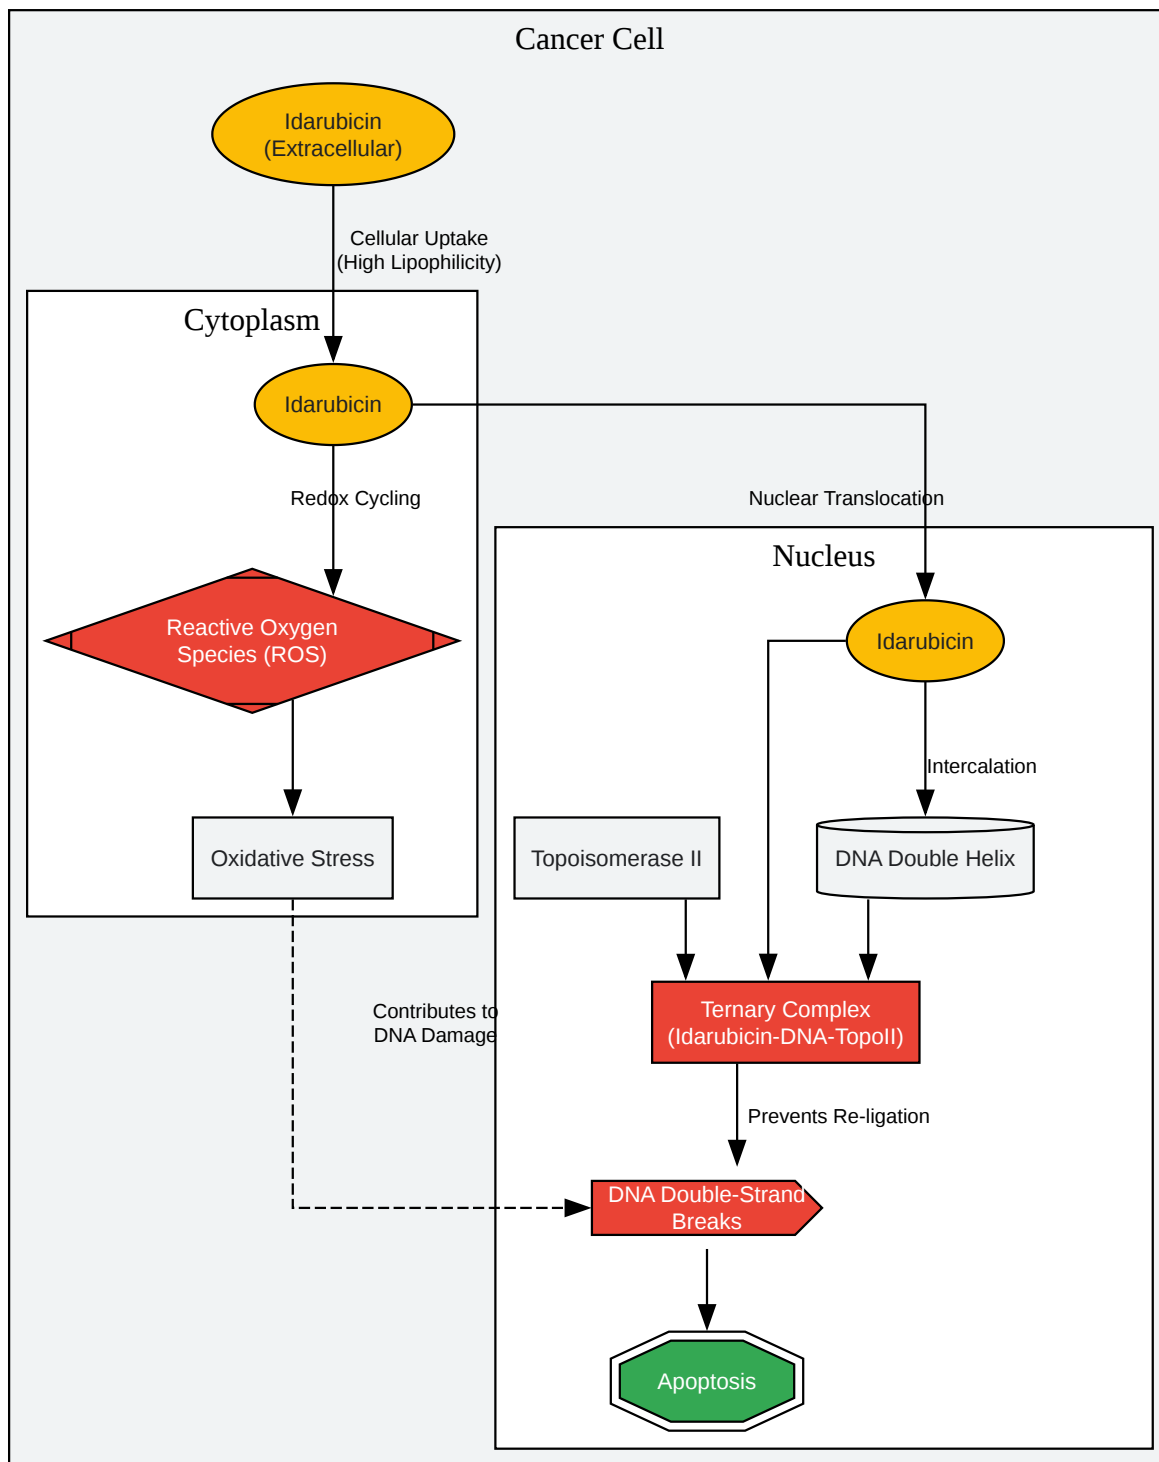 Cancer Cell
Idarubicin
(Extracellular)
Cellular Uptake
(High Lipophilicity)
Cytoplasm
Idarubicin
Redox Cycling
Nuclear Translocation
Nucleus
Reactive Oxygen
Species (ROS)
Idarubicin
Intercalation
Oxidative Stress
Topoisomerase II
DNA Double Helix
Contributes to
DNA Damage
Ternary Complex
(Idarubicin-DNA-TopoII)
Prevents Re-ligation
DNA Double-Strand
Breaks
Apoptosis